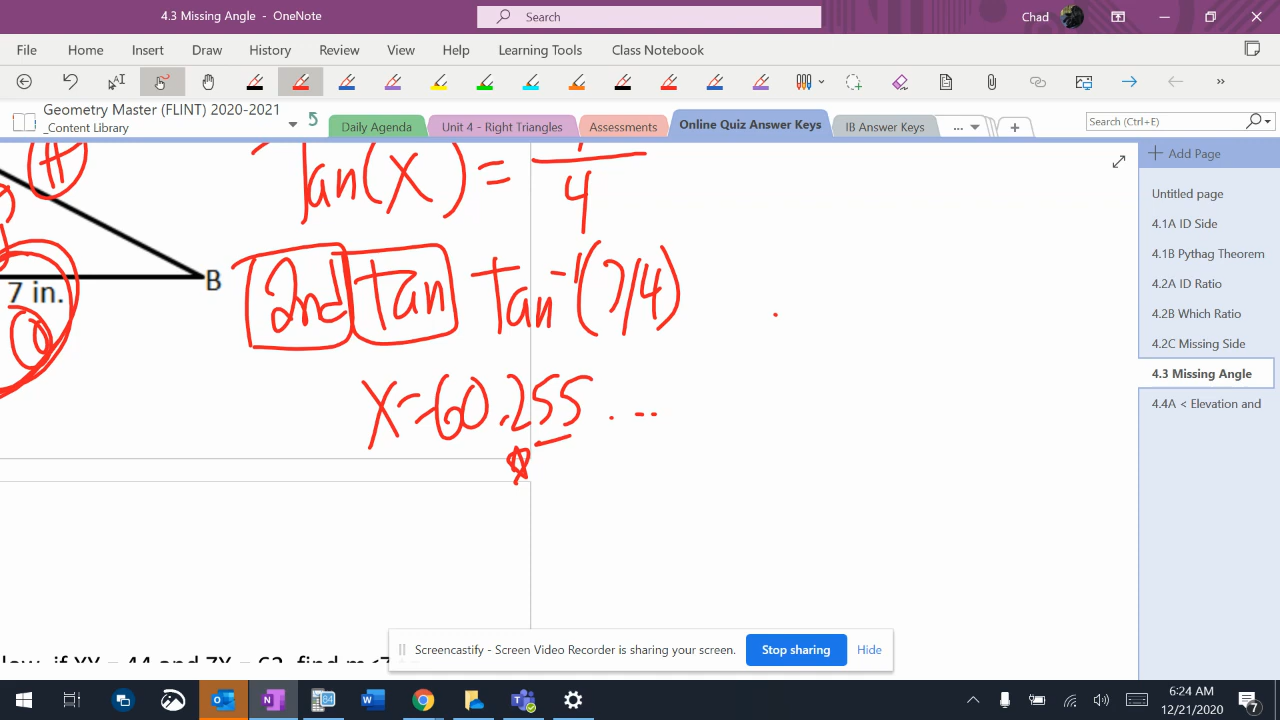 4.3 Missing Angle - OneNote
Search
Chad
File Home Insert Draw History Review View Help Learning Tools Class Notebook
Geometry Master (FLINT) 2020-2021
_Content Library
Daily Agenda Unit 4 - Right Triangles Assessments Online Quiz Answer Keys IB Answer Keys ...
Search (Ctrl+E)
Add Page
Untitled page
4.1A ID Side
4.1B Pythag Theorem
4.2A ID Ratio
4.2B Which Ratio
4.2C Missing Side
4.3 Missing Angle
4.4A < Elevation and
H
Tan(X) =
4
B
7 in.
O
2nd tan tan⁻¹(7/4)
X = 60.255 ...
Screencastify - Screen Video Recorder is sharing your screen. Stop sharing Hide
6:24 AM
12/21/2020
7